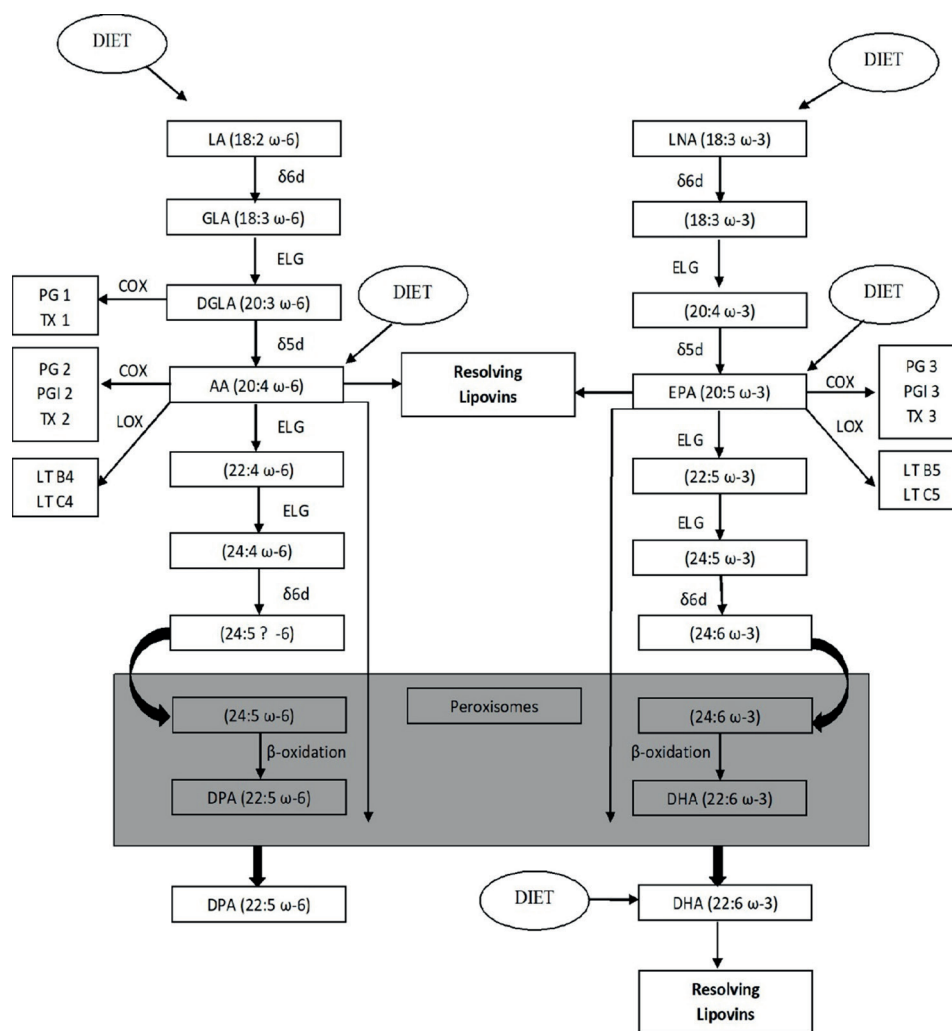 DIET
DIET
LA (18:2 ω-6)
LNA (18:3 ω-3)
δ6d
δ6d
GLA (18:3 ω-6)
(18:3 ω-3)
ELG
ELG
PG 1
TX 1
COX
DGLA (20:3 ω-6)
DIET
(20:4 ω-3)
DIET
δ5d
δ5d
PG 2
PGI 2
TX 2
COX
AA (20:4 ω-6)
Resolving
Lipovins
EPA (20:5 ω-3)
COX
PG 3
PGI 3
TX 3
LOX
ELG
ELG
LOX
LT B4
LT C4
(22:4 ω-6)
(22:5 ω-3)
LT B5
LT C5
ELG
ELG
(24:4 ω-6)
(24:5 ω-3)
δ6d
δ6d
(24:5 ? -6)
(24:6 ω-3)
Peroxisomes
(24:5 ω-6)
(24:6 ω-3)
β-oxidation
β-oxidation
DPA (22:5 ω-6)
DHA (22:6 ω-3)
DPA (22:5 ω-6)
DIET
DHA (22:6 ω-3)
Resolving
Lipovins